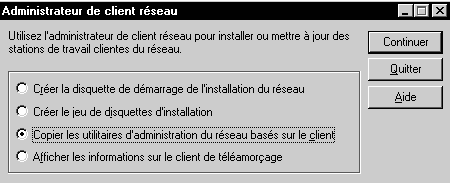 Administrateur de client réseau
Utilisez l'administrateur de client réseau pour installer ou mettre à jour des
stations de travail clientes du réseau.
Continuer
Quitter
Aide
Créer la disquette de démarrage de l'installation du réseau
Créer le jeu de disquettes d'installation
Copier les utilitaires d'administration du réseau basés sur le client
Afficher les informations sur le client de téléamorçage